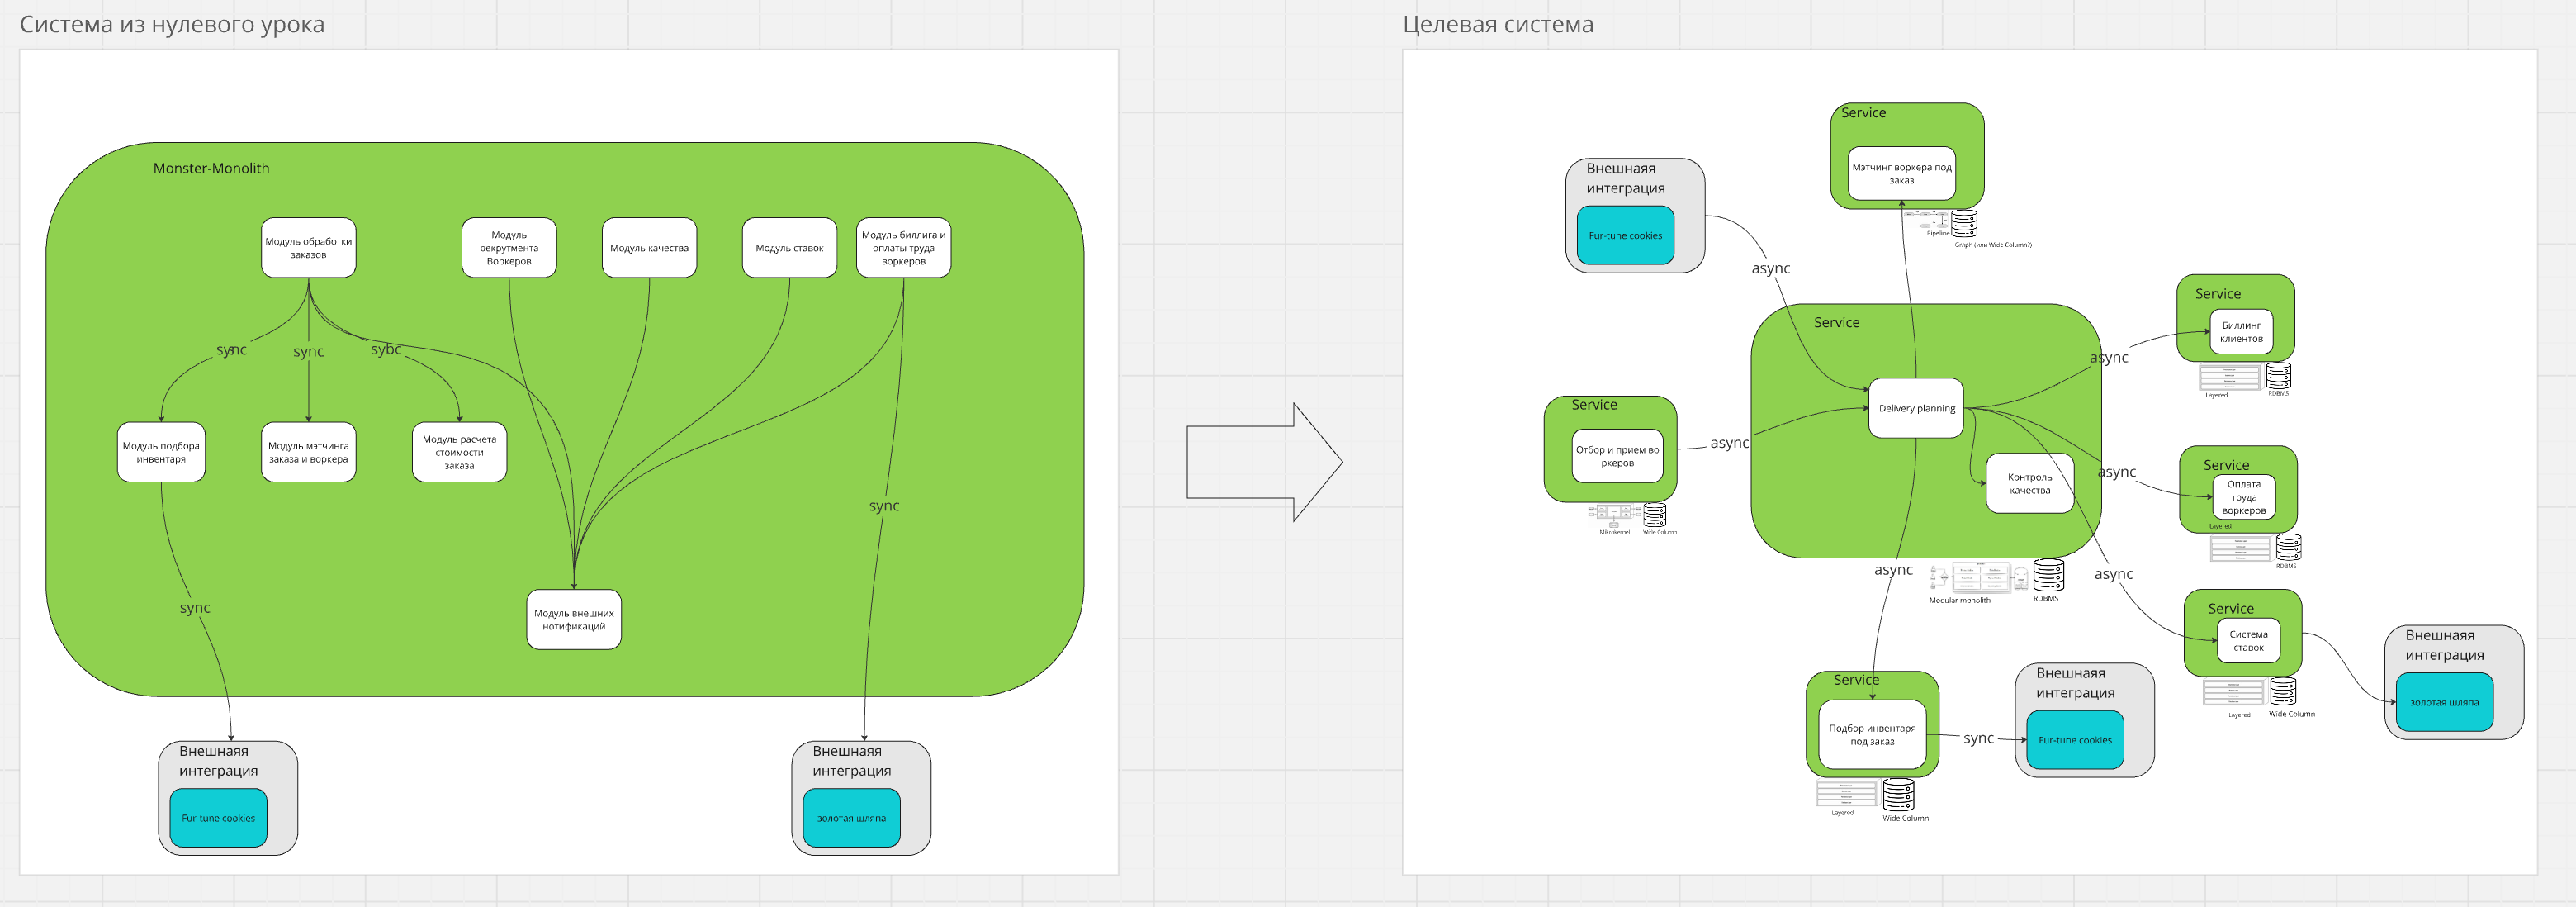 Система из нулевого урока
Целевая система
Monster-Monolith
Модуль обработки
заказов
Модуль
рекрутмента
Воркеров
Модуль качества
Модуль ставок
Модуль биллига и
оплаты труда
воркеров
sync
sync
sybc
Модуль подбора
инвентаря
Модуль мэтчинга
заказа и воркера
Модуль расчета
стоимости
заказа
sync
sync
Модуль внешних
нотификаций
Внешнаяя
интеграция
Fur-tune cookies
Внешнаяя
интеграция
золотая шляпа
Service
Мэтчинг воркера под
заказ
Pipeline
Graph (или Wide Column?)
Внешнаяя
интеграция
Fur-tune cookies
async
Service
Биллинг
клиентов
Layered
RDBMS
Service
Delivery planning
Контроль
качества
Modular monolith
RDBMS
async
Service
Отбор и прием во
ркеров
Mikrokernel
Wide Column
async
async
Service
Оплата
труда
воркеров
Layered
RDBMS
async
async
Service
Система
ставок
Layered
Wide Column
Внешнаяя
интеграция
золотая шляпа
Service
Подбор инвентаря
под заказ
Layered
Wide Column
sync
Внешнаяя
интеграция
Fur-tune cookies